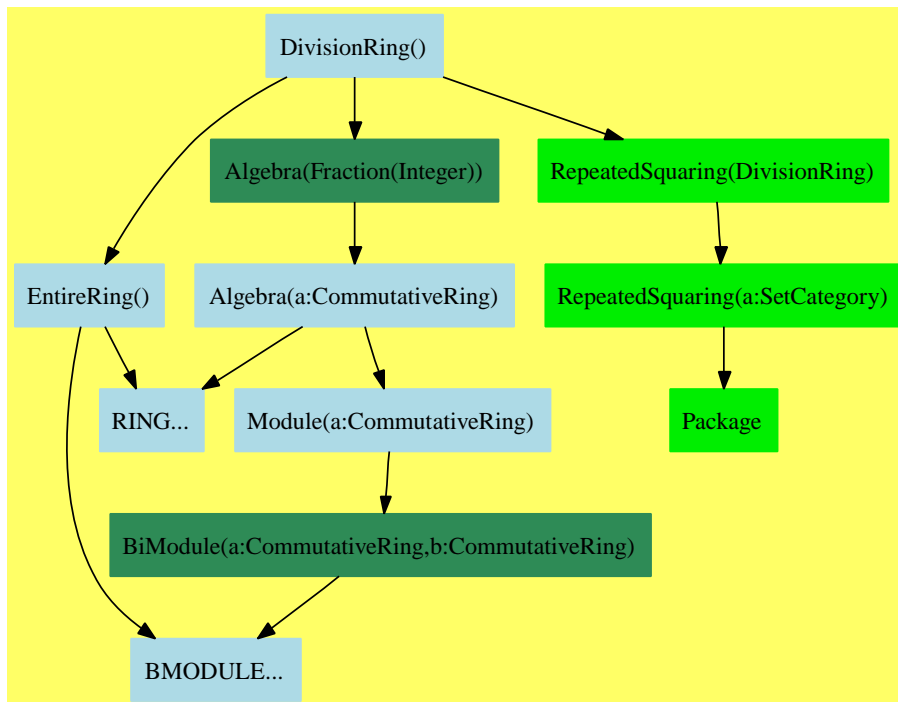 DivisionRing()
Algebra(Fraction(Integer))
RepeatedSquaring(DivisionRing)
EntireRing()
Algebra(a:CommutativeRing)
RepeatedSquaring(a:SetCategory)
RING...
Module(a:CommutativeRing)
Package
BiModule(a:CommutativeRing,b:CommutativeRing)
BMODULE...